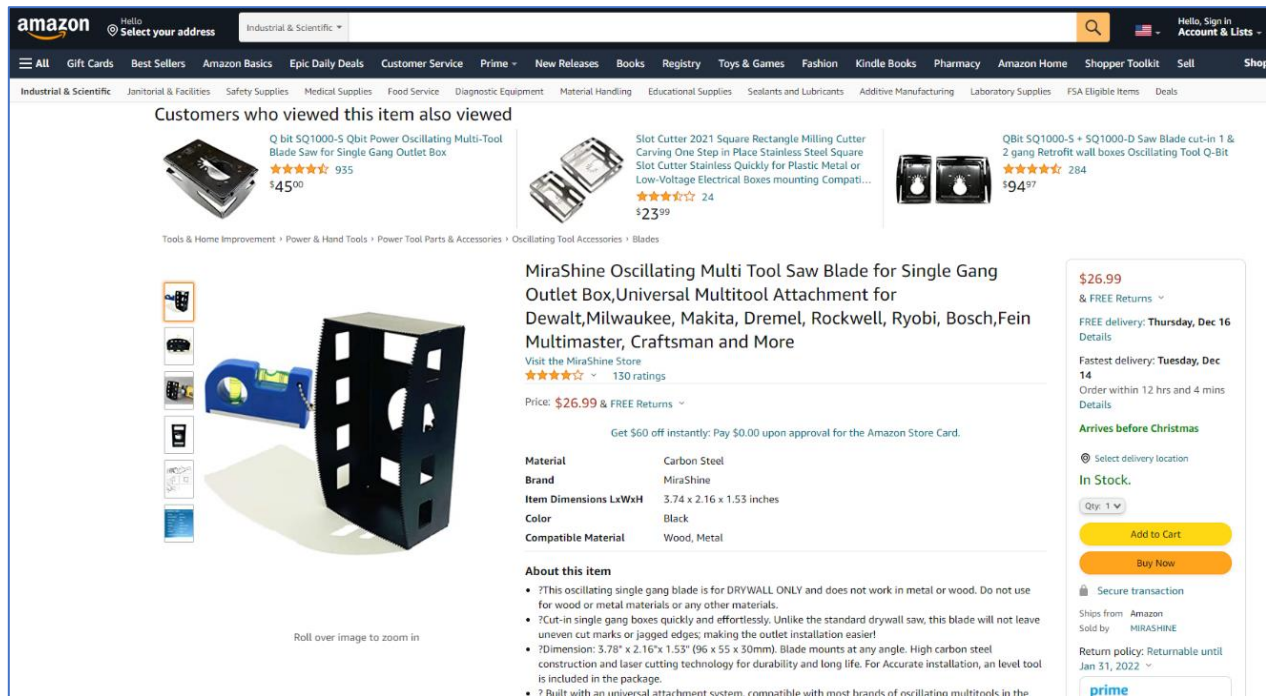 amazon
Hello
Select your address
Industrial & Scientific
Hello, Sign in
Account & Lists
All Gift Cards Best Sellers Amazon Basics Epic Daily Deals Customer Service Prime New Releases Books Registry Toys & Games Fashion Kindle Books Pharmacy Amazon Home Shopper Toolkit Sell Shop
Industrial & Scientific Janitorial & Facilities Safety Supplies Medical Supplies Food Service Diagnostic Equipment Material Handling Educational Supplies Sealants and Lubricants Additive Manufacturing Laboratory Supplies FSA Eligible Items Deals
Customers who viewed this item also viewed
Q bit SQ1000-S Qbit Power Oscillating Multi-Tool
Blade Saw for Single Gang Outlet Box
935
$4500
Slot Cutter 2021 Square Rectangle Milling Cutter
Carving One Step in Place Stainless Steel Square
Slot Cutter Stainless Quickly for Plastic Metal or
Low-Voltage Electrical Boxes mounting Compati...
24
$2399
QBit SQ1000-S + SQ1000-D Saw Blade cut-in 1 &
2 gang Retrofit wall boxes Oscillating Tool Q-Bit
284
$9497
Tools & Home Improvement › Power & Hand Tools › Power Tool Parts & Accessories › Oscillating Tool Accessories › Blades
MiraShine Oscillating Multi Tool Saw Blade for Single Gang
Outlet Box,Universal Multitool Attachment for
Dewalt,Milwaukee, Makita, Dremel, Rockwell, Ryobi, Bosch,Fein
Multimaster, Craftsman and More
Visit the MiraShine Store
130 ratings
Price: $26.99 & FREE Returns
Get $60 off instantly: Pay $0.00 upon approval for the Amazon Store Card.
Material Carbon Steel
Brand MiraShine
Item Dimensions LxWxH 3.74 x 2.16 x 1.53 inches
Color Black
Compatible Material Wood, Metal
About this item
• ?This oscillating single gang blade is for DRYWALL ONLY and does not work in metal or wood. Do not use
for wood or metal materials or any other materials.
• ?Cut-in single gang boxes quickly and effortlessly. Unlike the standard drywall saw, this blade will not leave
uneven cut marks or jagged edges; making the outlet installation easier!
• ?Dimension: 3.78" x 2.16"x 1.53" (96 x 55 x 30mm). Blade mounts at any angle. High carbon steel
construction and laser cutting technology for durability and long life. For Accurate installation, an level tool
is included in the package.
• ? Built with an universal attachment system, compatible with most brands of oscillating multitools in the
Roll over image to zoom in
$26.99
& FREE Returns
FREE delivery: Thursday, Dec 16
Details
Fastest delivery: Tuesday, Dec
14
Order within 12 hrs and 4 mins
Details
Arrives before Christmas
Select delivery location
In Stock.
Qty: 1
Add to Cart
Buy Now
Secure transaction
Ships from Amazon
Sold by MIRASHINE
Return policy: Returnable until
Jan 31, 2022
prime